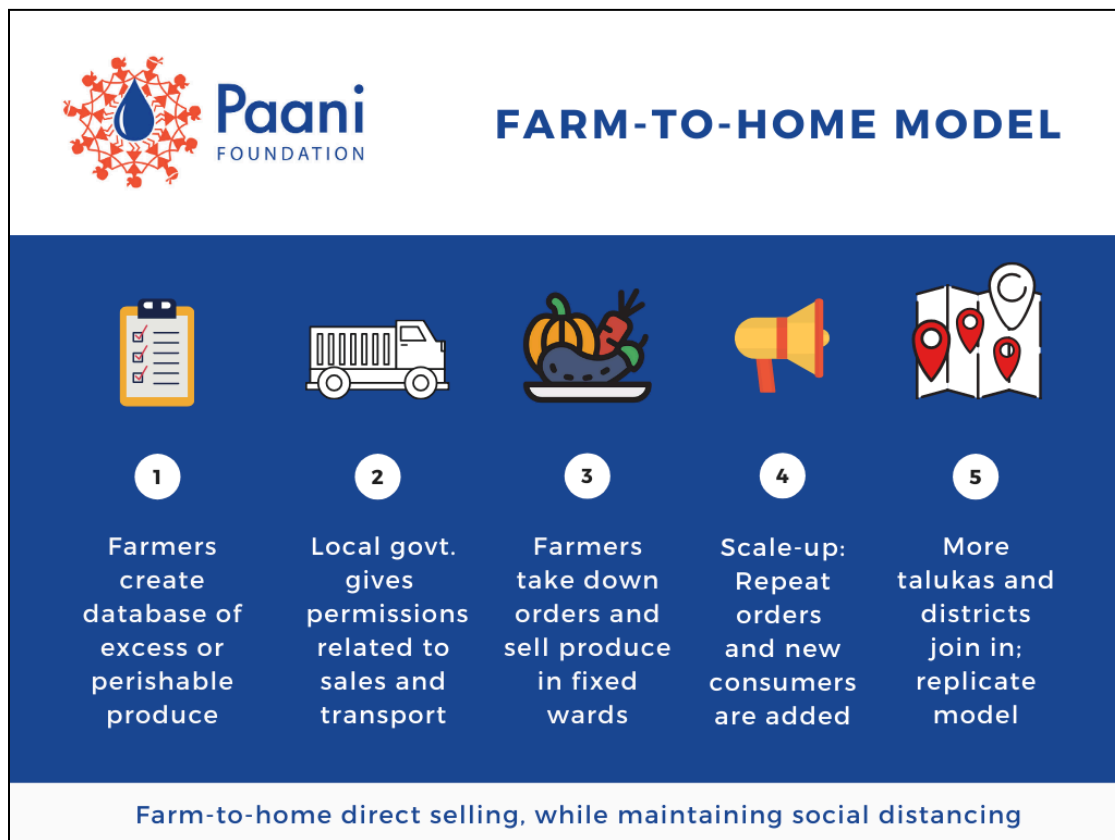 Paani
FOUNDATION
FARM-TO-HOME MODEL
1
Farmers
create
database of
excess or
perishable
produce
2
Local govt.
gives
permissions
related to
sales and
transport
3
Farmers
take down
orders and
sell produce
in fixed
wards
4
Scale-up:
Repeat
orders
and new
consumers
are added
5
More
talukas and
districts
join in;
replicate
model
Farm-to-home direct selling, while maintaining social distancing